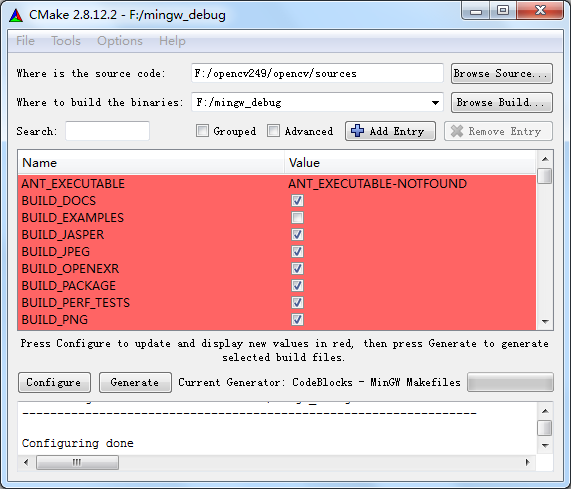 CMake 2.8.12.2 - F:/mingw_debug
File Tools Options Help
Where is the source code: F:/opencv249/opencv/sources Browse Source...
Where to build the binaries: F:/mingw_debug Browse Build...
Search: Grouped Advanced Add Entry Remove Entry
Name Value
ANT_EXECUTABLE ANT_EXECUTABLE-NOTFOUND
BUILD_DOCS
BUILD_EXAMPLES
BUILD_JASPER
BUILD_JPEG
BUILD_OPENEXR
BUILD_PACKAGE
BUILD_PERF_TESTS
BUILD_PNG
Press Configure to update and display new values in red, then press Generate to generate
selected build files.
Configure Generate Current Generator: CodeBlocks - MinGW Makefiles
Configuring done